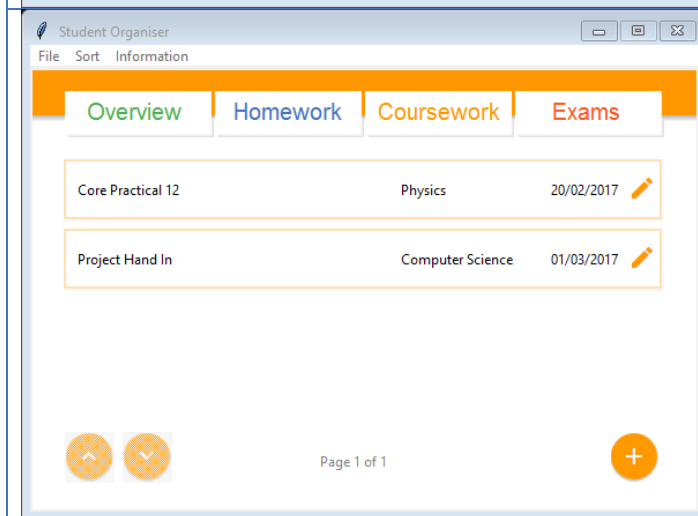 Student Organiser
File Sort Information
Overview Homework Coursework Exams
Core Practical 12 Physics 20/02/2017
Project Hand In Computer Science 01/03/2017
Page 1 of 1